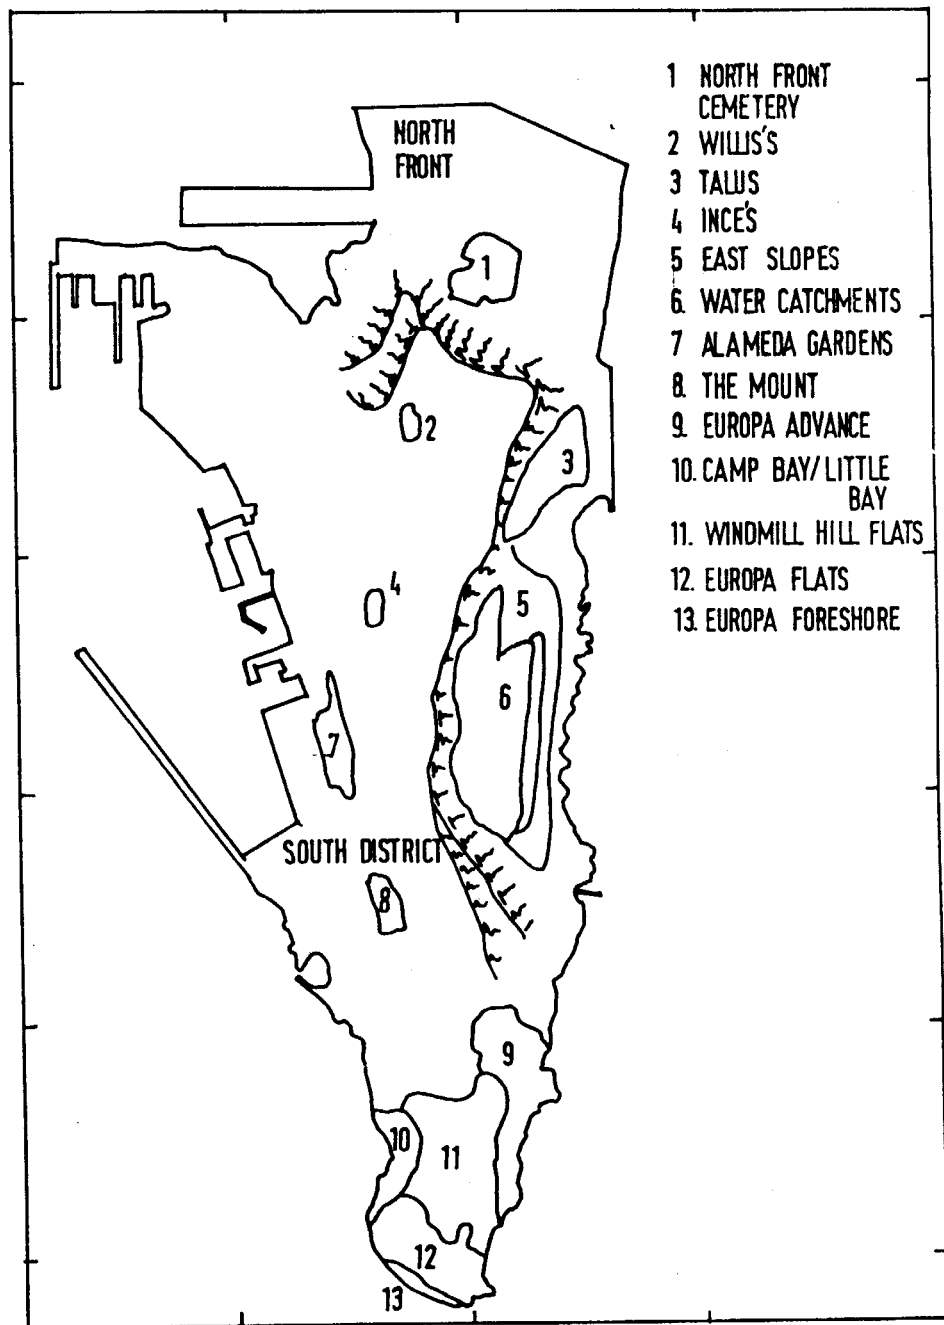 NORTH
FRONT
1 NORTH FRONT
CEMETERY
2 WILLIS'S
3 TALUS
4 INCE'S
5 EAST SLOPES
6. WATER CATCHMENTS
7 ALAMEDA GARDENS
8. THE MOUNT
9. EUROPA ADVANCE
10. CAMP BAY/LITTLE
BAY
11. WINDMILL HILL FLATS
12. EUROPA FLATS
13. EUROPA FORESHORE
1
2
3
4
5
6
7
SOUTH DISTRICT
8
9
10
11
12
13